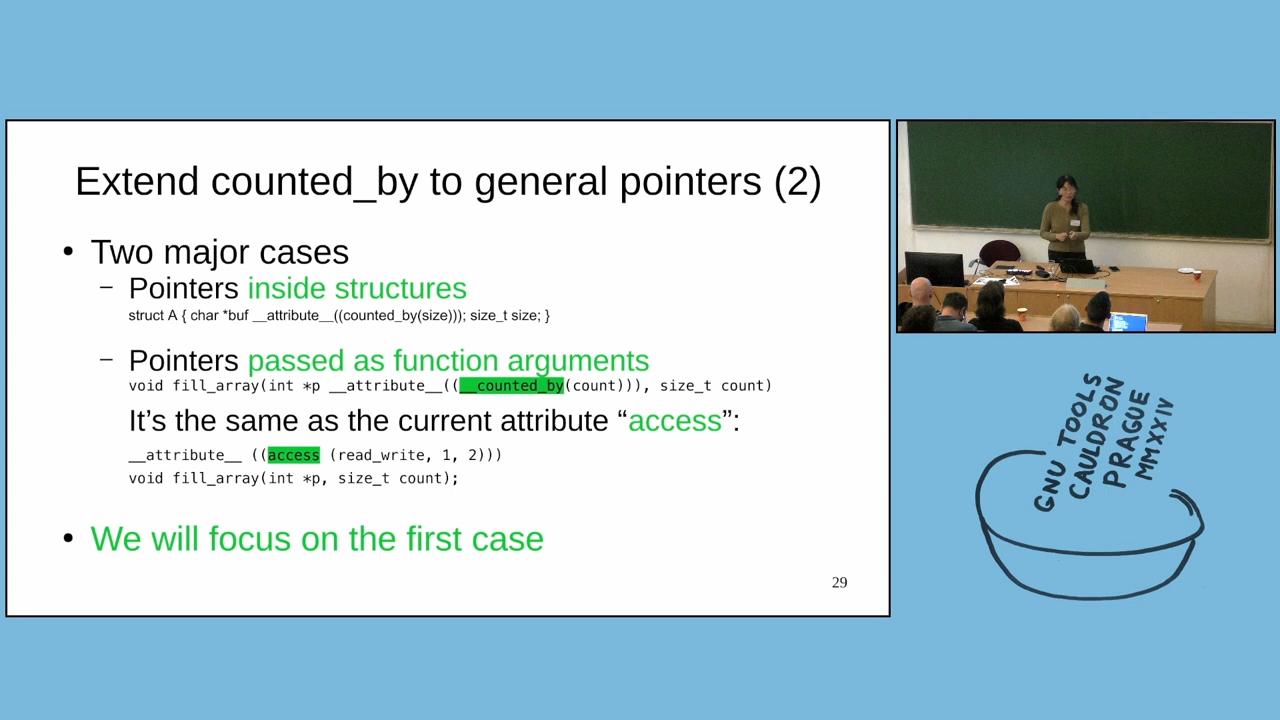 Extend counted_by to general pointers (2)
• Two major cases
– Pointers inside structures
struct A { char *buf __attribute__((counted_by(size))); size_t size; }
– Pointers passed as function arguments
void fill_array(int *p __attribute__((__counted_by(count))), size_t count)
It’s the same as the current attribute “access”:
__attribute__ ((access (read_write, 1, 2)))
void fill_array(int *p, size_t count);
• We will focus on the first case
29
GNU TOOLS
CAULDRON
PRAGUE
MMXXIV